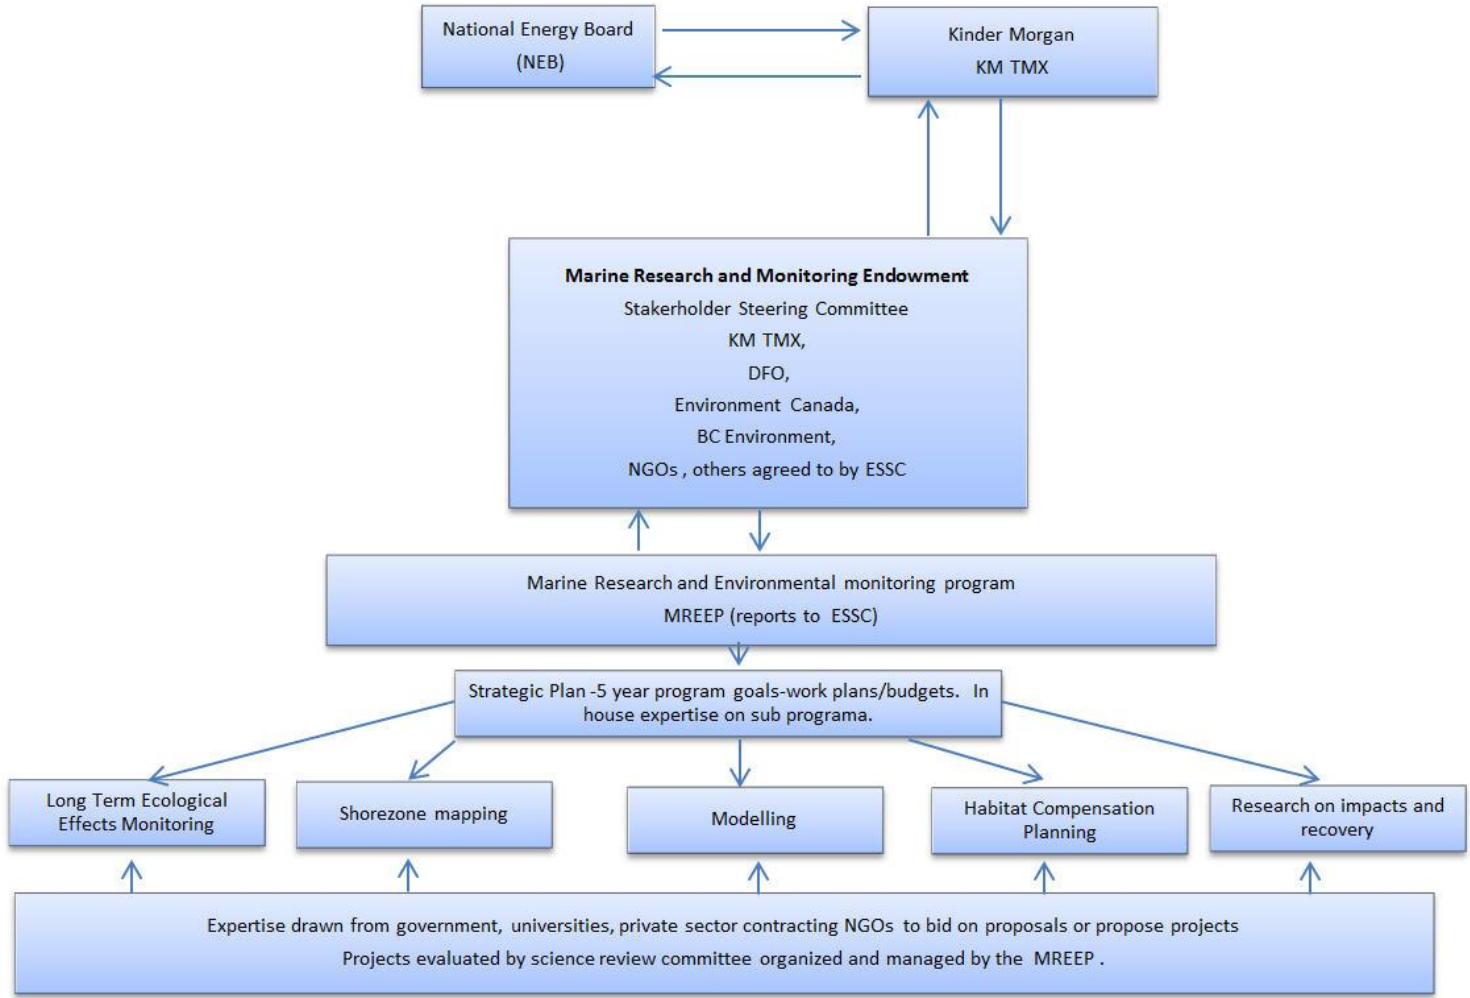 National Energy Board
(NEB)
Kinder Morgan
KM TMX
Marine Research and Monitoring Endowment
Stakerholder Steering Committee
KM TMX,
DFO,
Environment Canada,
BC Environment,
NGOs , others agreed to by ESSC
Marine Research and Environmental monitoring program
MREEP (reports to ESSC)
Strategic Plan -5 year program goals-work plans/budgets. In
house expertise on sub programa.
Long Term Ecological
Effects Monitoring
Shorezone mapping
Modelling
Habitat Compensation
Planning
Research on impacts and
recovery
Expertise drawn from government, universities, private sector contracting NGOs to bid on proposals or propose projects
Projects evaluated by science review committee organized and managed by the MREEP .